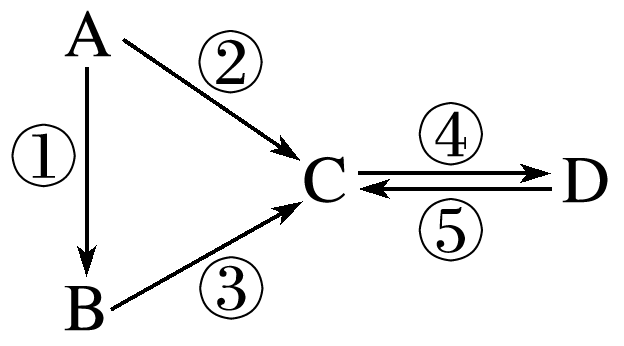 A
②
①
④
C
D
⑤
B
③